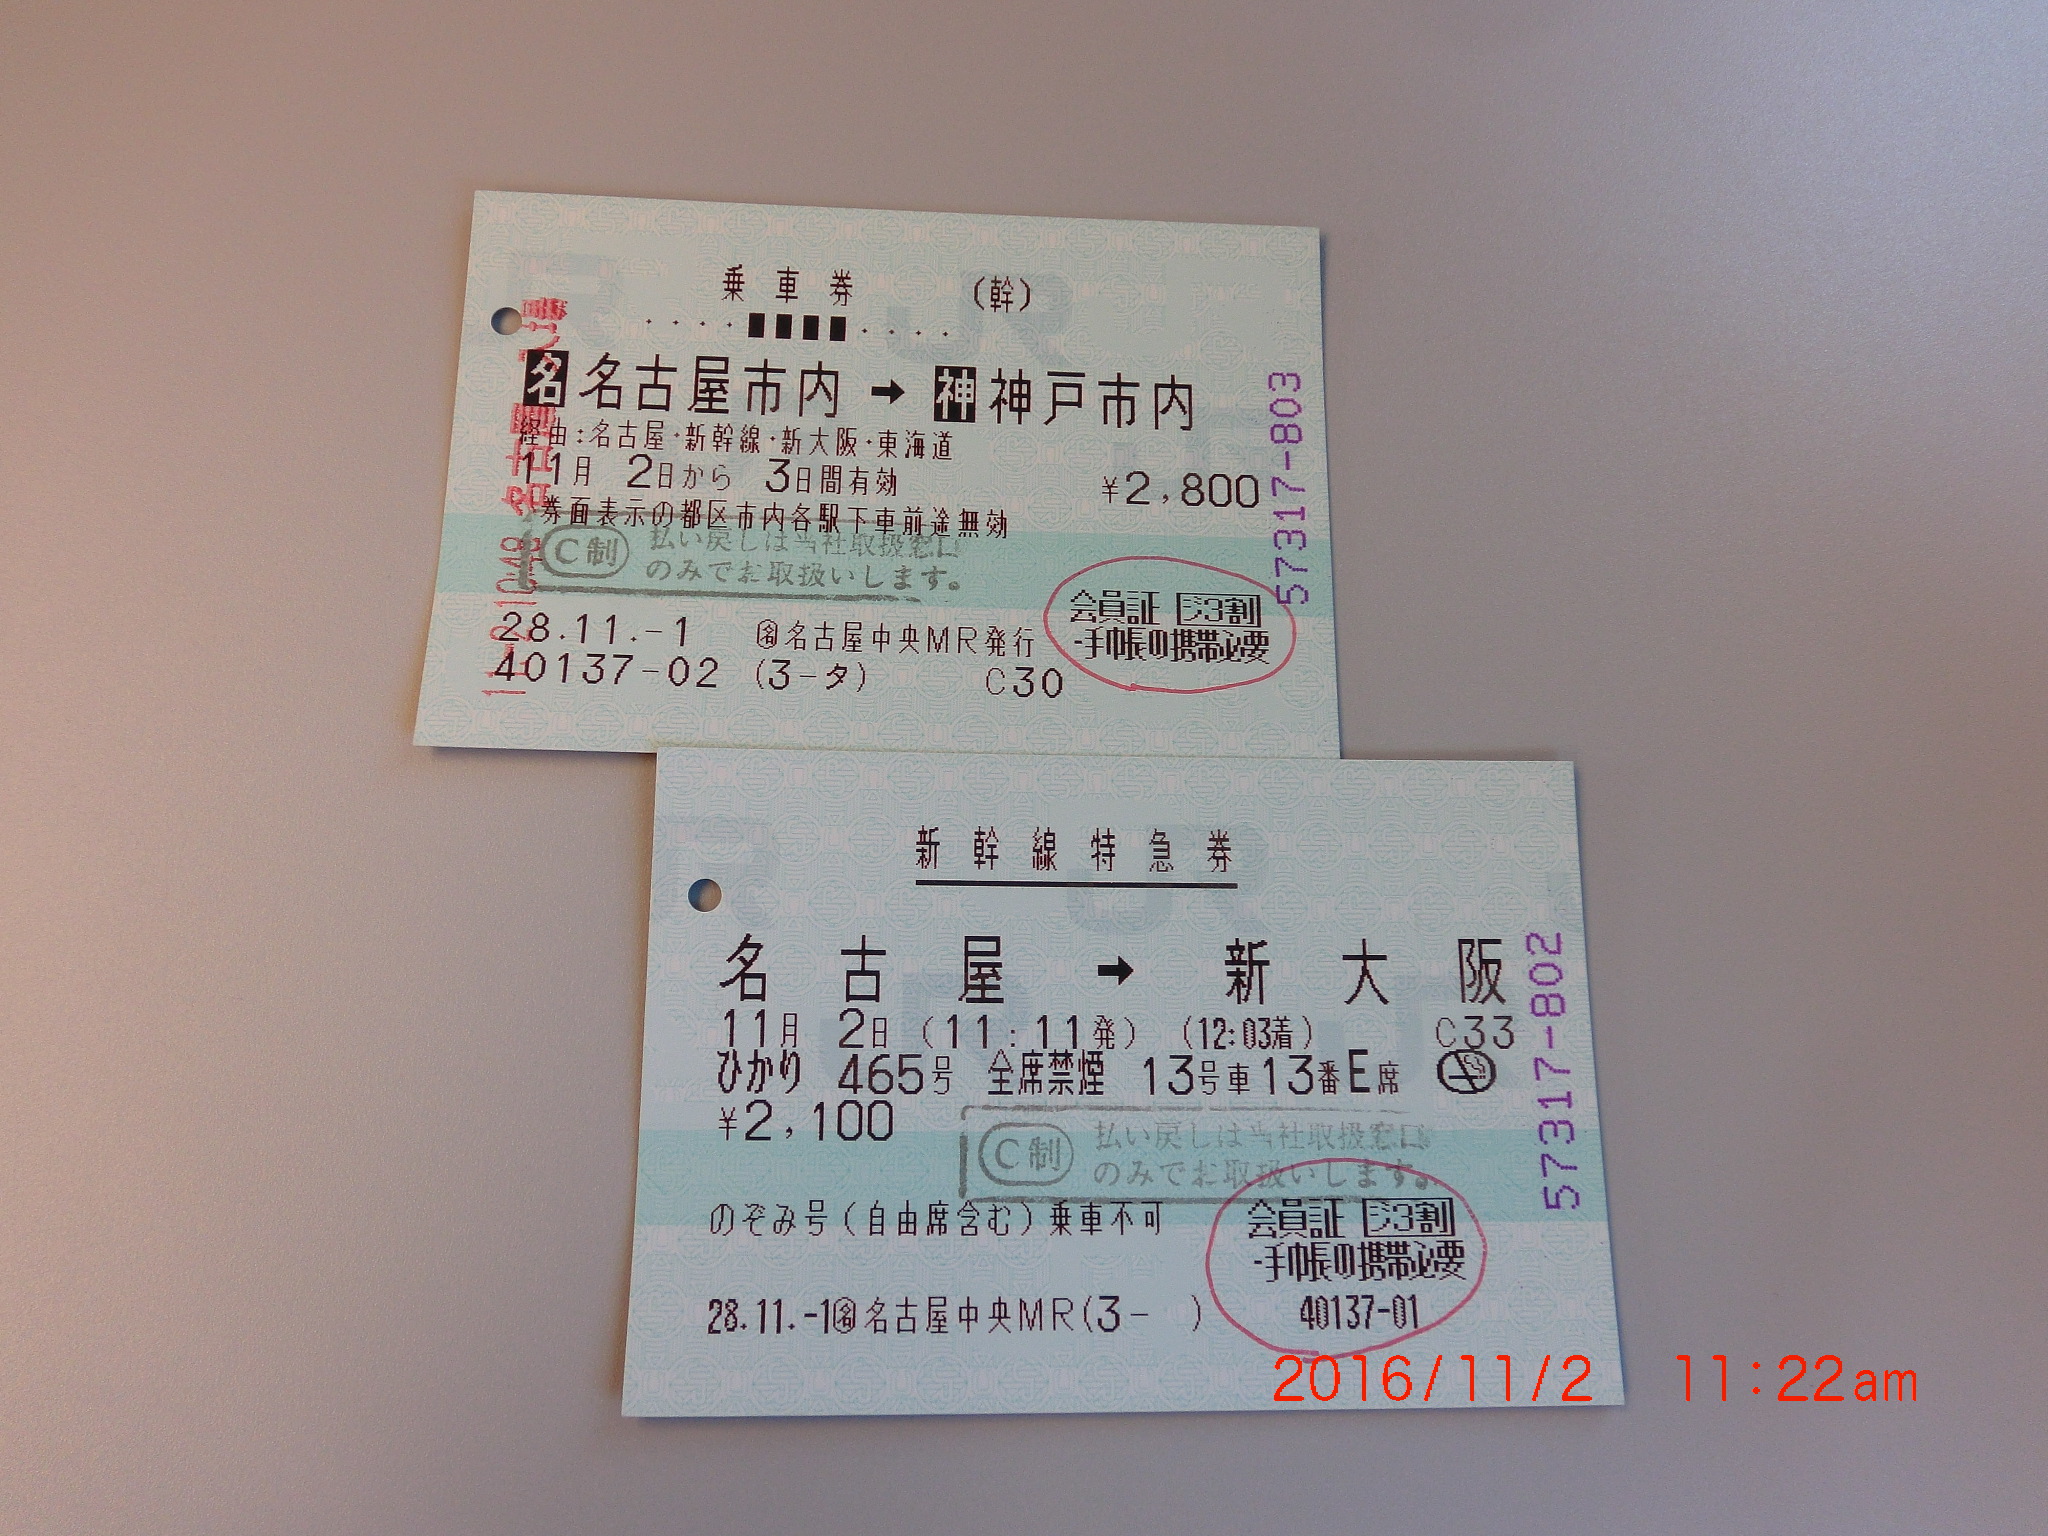 乗車券 (幹)
名 名古屋市内 → 神 神戸市内
経由:名古屋・新幹線・新大阪・東海道
11月 2日から 3日間有効 ¥2,800
券面表示の都区市内各駅下車前途無効
C制 払い戻しは当社取扱窓口
のみでお取扱いします。
会員証 ジ3割
-手帳の携帯必要
28.11.-1 名 名古屋中央MR発行
40137-02 (3-タ) C30
57317-803
新幹線特急券
名古屋 → 新大阪
11月 2日 (11:11発) (12:03着) C33
ひかり 465号 全席禁煙 13号車13番E席
¥2,100
C制 払い戻しは当社取扱窓口
のみでお取扱いします。
のぞみ号(自由席含む)乗車不可
会員証 ジ3割
-手帳の携帯必要
28.11.-1 名 名古屋中央MR(3- ) 40137-01
57317-802
2016/11/2 11:22am